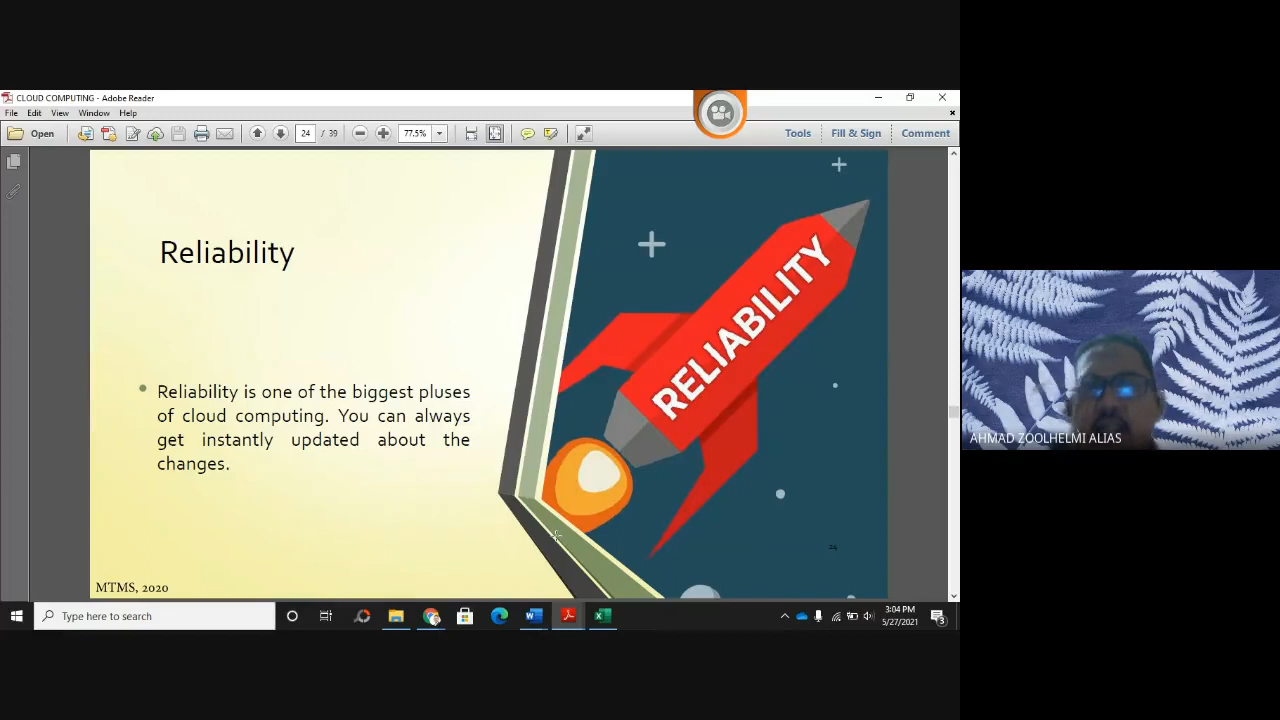 CLOUD COMPUTING - Adobe Reader
File Edit View Window Help
Open 24 / 39 77.5% Tools Fill & Sign Comment
Reliability
Reliability is one of the biggest pluses
of cloud computing. You can always
get instantly updated about the
changes.
RELIABILITY
24
MTMS, 2020
AHMAD ZOOLHELMI ALIAS
Type here to search
3:04 PM
5/27/2021
3